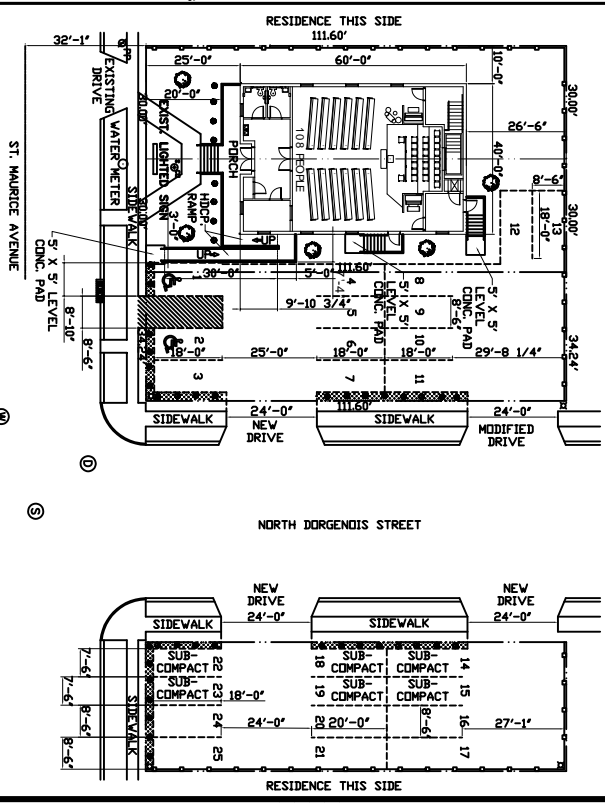 RESIDENCE THIS SIDE
111.60'
32'-1"
25'-0"
60'-0"
10'-0"
20'-0"
30.00'
26'-6"
40'-0"
8'-6"
18'-0"
13
12
30.00'
34.24'
EXISTING
DRIVE
WATER METER
ST. MAURICE AVENUE
SIDEWALK
30.00'
30.00'
EXIST. LIGHTED SIGN
PORCH
108 PEOPLE
HDCP
RAMP
3'-0"
UP
UP
30'-0"
5'-0"
111.60'
5' X 5' LEVEL
CONC. PAD
5' X 5'
LEVEL
CONC. PAD
5' X 5'
LEVEL
CONC. PAD
9'-10 3/4"
7'-4"
8'-6"
1
2
3
4
5
6
7
8
9
10
11
8'-10"
8'-6"
34.24'
18'-0"
25'-0"
18'-0"
18'-0"
29'-8 1/4"
111.60'
SIDEWALK
24'-0"
NEW
DRIVE
SIDEWALK
24'-0"
MODIFIED
DRIVE
W
D
S
NORTH DORGENOIS STREET
NEW
DRIVE
24'-0"
NEW
DRIVE
24'-0"
SIDEWALK
SIDEWALK
7'-6"
7'-6"
8'-6"
8'-6"
SIDEWALK
SUB-
COMPACT
22
SUB-
COMPACT
23
24
25
18'-0"
18
SUB-
COMPACT
19
SUB-
COMPACT
20
21
SUB-
COMPACT
14
SUB-
COMPACT
15
16
17
24'-0"
20'-0"
8'-6"
27'-1"
RESIDENCE THIS SIDE